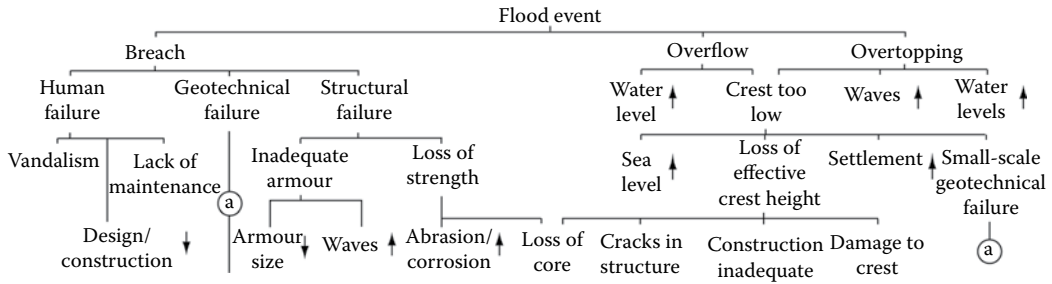 Flood event
Breach
Overflow
Overtopping
Human
failure
Geotechnical
failure
Structural
failure
Water
level
Crest too
low
Waves
Water
levels
Vandalism
Lack of
maintenance
Inadequate
armour
Loss of
strength
Sea
level
Loss of
effective
crest height
Settlement
Small-scale
geotechnical
failure
a
Design/
construction
Armour
size
Waves
Abrasion/
corrosion
Loss of
core
Cracks in
structure
Construction
inadequate
Damage to
crest
a